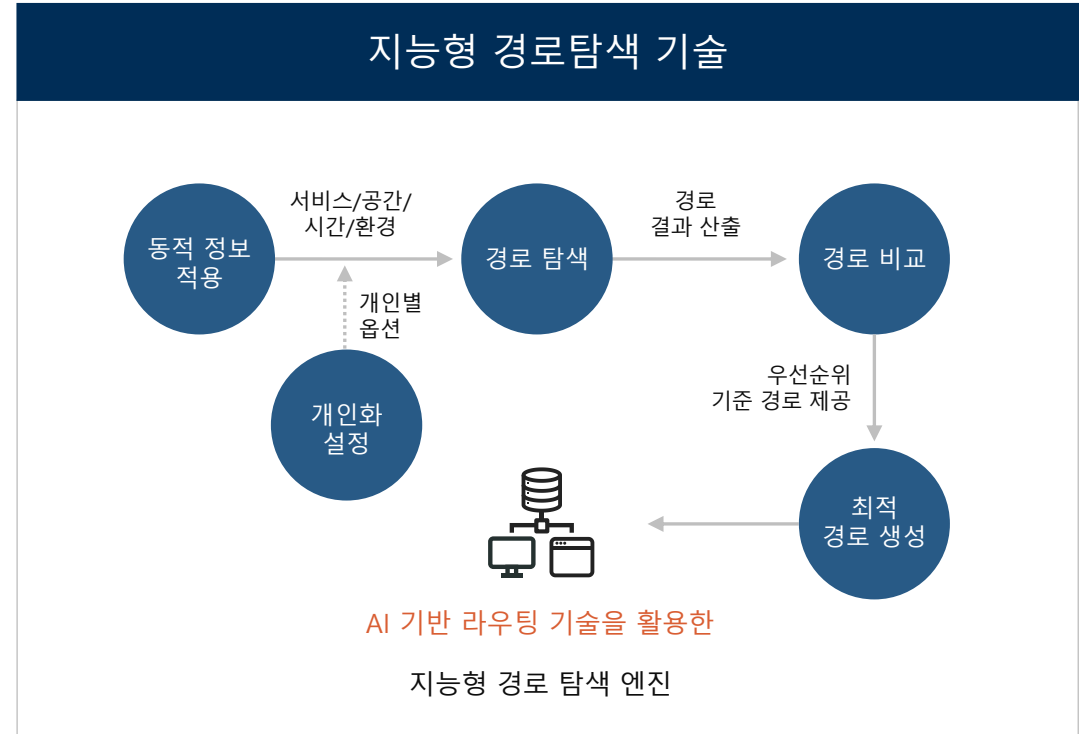 지능형 경로탐색 기술
동적 정보
적용
서비스/공간/
시간/환경
경로 탐색
경로
결과 산출
경로 비교
개인별
옵션
개인화
설정
우선순위
기준 경로 제공
최적
경로 생성
AI 기반 라우팅 기술을 활용한
지능형 경로 탐색 엔진